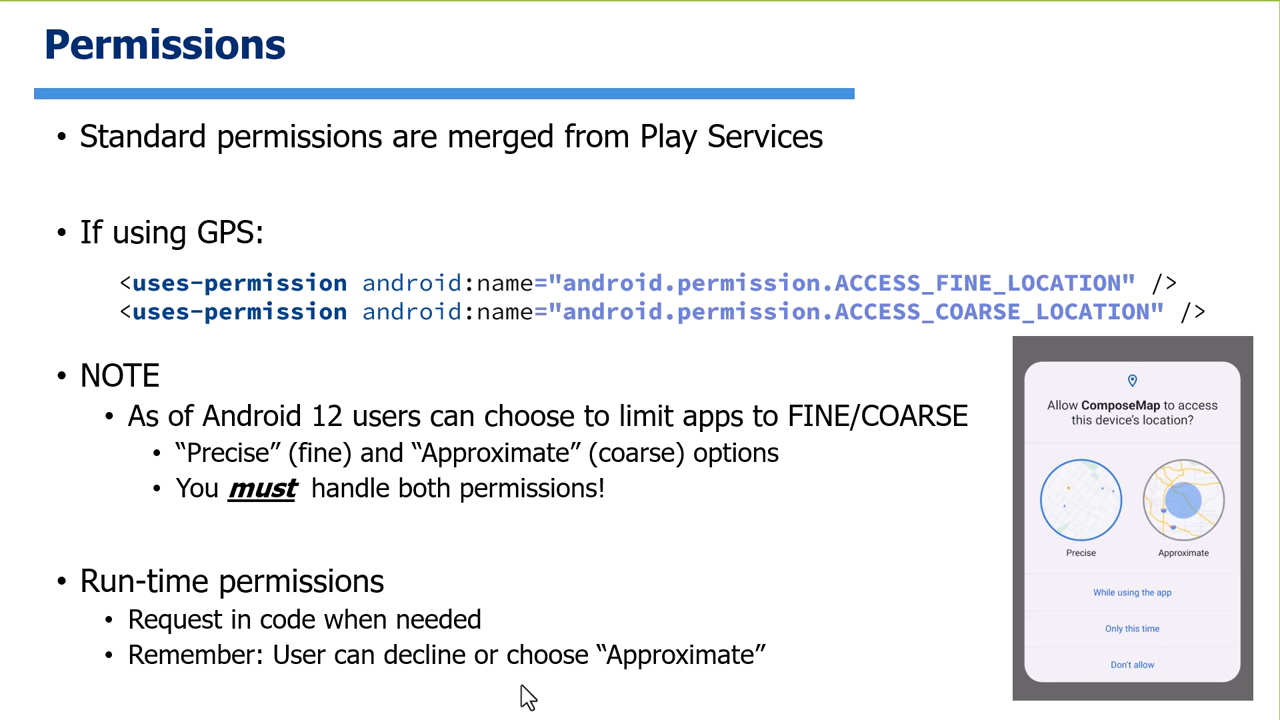 Permissions
• Standard permissions are merged from Play Services
• If using GPS:
<uses-permission android:name="android.permission.ACCESS_FINE_LOCATION" />
<uses-permission android:name="android.permission.ACCESS_COARSE_LOCATION" />
• NOTE
• As of Android 12 users can choose to limit apps to FINE/COARSE
• “Precise” (fine) and “Approximate” (coarse) options
• You must handle both permissions!
• Run-time permissions
• Request in code when needed
• Remember: User can decline or choose “Approximate”
Allow ComposeMap to access
this device's location?
Precise Approximate
While using the app
Only this time
Don't allow